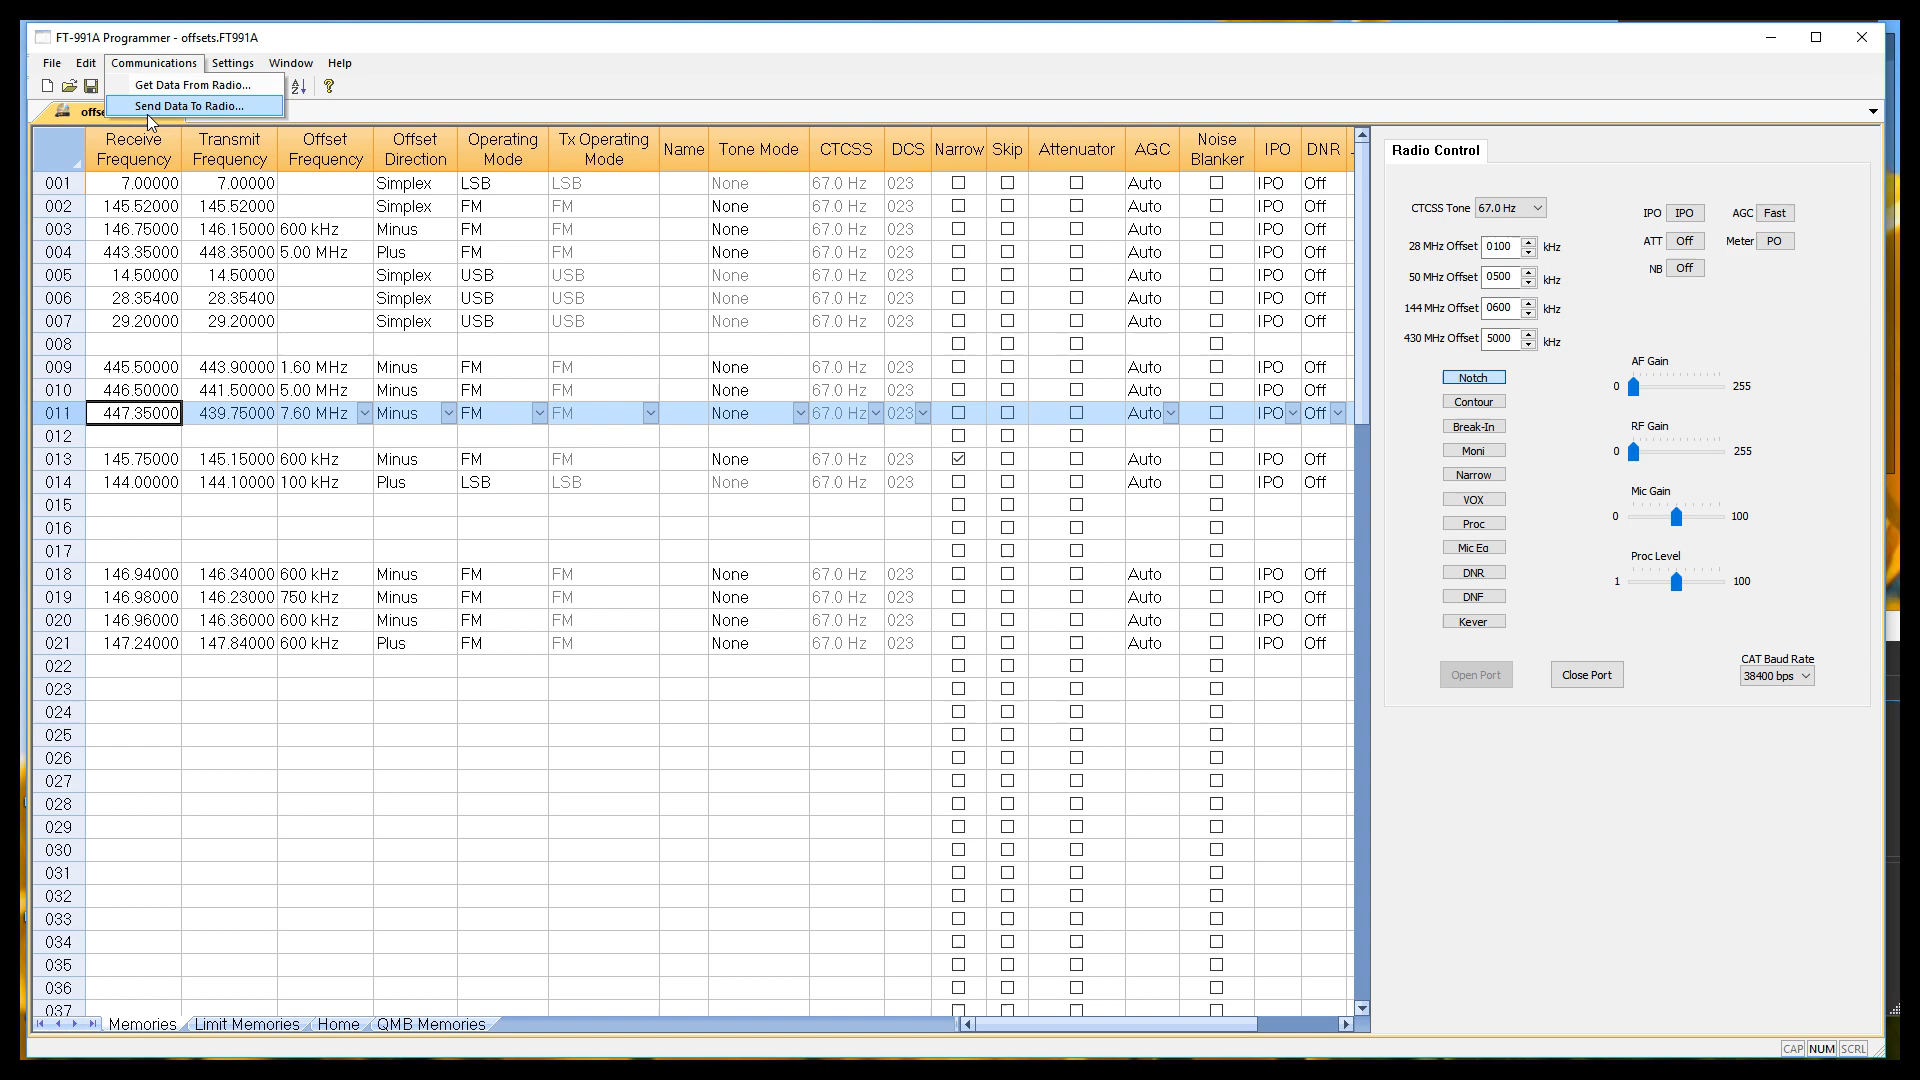 FT-991A Programmer - offsets.FT991A
File Edit Communications Settings Window Help
Get Data From Radio...
Send Data To Radio...
offse
Receive Frequency Transmit Frequency Offset Frequency Offset Direction Operating Mode Tx Operating Mode Name Tone Mode CTCSS DCS Narrow Skip Attenuator AGC Noise Blanker IPO DNR
001 7.00000 7.00000 Simplex LSB LSB None 67.0 Hz 023 Auto IPO Off
002 145.52000 145.52000 Simplex FM FM None 67.0 Hz 023 Auto IPO Off
003 146.75000 146.15000 600 kHz Minus FM FM None 67.0 Hz 023 Auto IPO Off
004 443.35000 448.35000 5.00 MHz Plus FM FM None 67.0 Hz 023 Auto IPO Off
005 14.50000 14.50000 Simplex USB USB None 67.0 Hz 023 Auto IPO Off
006 28.35400 28.35400 Simplex USB USB None 67.0 Hz 023 Auto IPO Off
007 29.20000 29.20000 Simplex USB USB None 67.0 Hz 023 Auto IPO Off
008
009 445.50000 443.90000 1.60 MHz Minus FM FM None 67.0 Hz 023 Auto IPO Off
010 446.50000 441.50000 5.00 MHz Minus FM FM None 67.0 Hz 023 Auto IPO Off
011 447.35000 439.75000 7.60 MHz Minus FM FM None 67.0 Hz 023 Auto IPO Off
012
013 145.75000 145.15000 600 kHz Minus FM FM None 67.0 Hz 023 Auto IPO Off
014 144.00000 144.10000 100 kHz Plus LSB LSB None 67.0 Hz 023 Auto IPO Off
015
016
017
018 146.94000 146.34000 600 kHz Minus FM FM None 67.0 Hz 023 Auto IPO Off
019 146.98000 146.23000 750 kHz Minus FM FM None 67.0 Hz 023 Auto IPO Off
020 146.96000 146.36000 600 kHz Minus FM FM None 67.0 Hz 023 Auto IPO Off
021 147.24000 147.84000 600 kHz Plus FM FM None 67.0 Hz 023 Auto IPO Off
022
023
024
025
026
027
028
029
030
031
032
033
034
035
036
037
Memories Limit Memories Home QMB Memories
Radio Control
CTCSS Tone 67.0 Hz
28 MHz Offset 0100 kHz
50 MHz Offset 0500 kHz
144 MHz Offset 0600 kHz
430 MHz Offset 5000 kHz
IPO IPO AGC Fast
ATT Off Meter PO
NB Off
Notch
Contour
Break-In
Moni
Narrow
VOX
Proc
Mic Eq
DNR
DNF
Keyer
AF Gain
0 255
RF Gain
0 255
Mic Gain
0 100
Proc Level
1 100
Open Port Close Port
CAT Baud Rate
38400 bps
CAP NUM SCRL